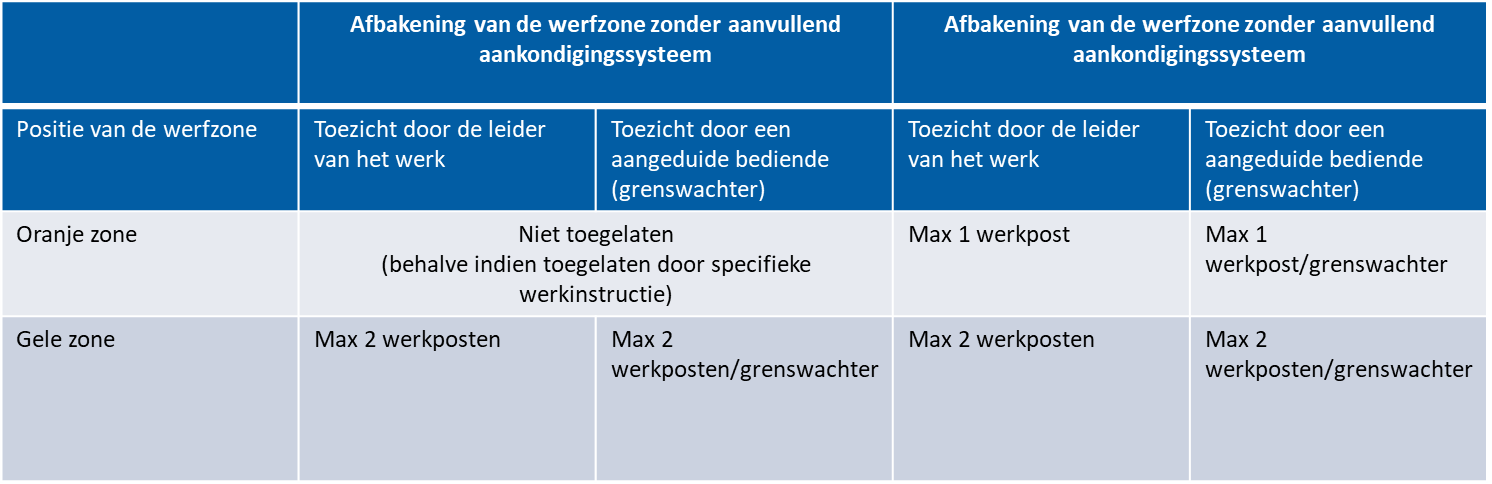 Afbakening van de werfzone zonder aanvullend
aankondigingssysteem
Afbakening van de werfzone zonder aanvullend
aankondigingssysteem
Positie van de werfzone
Toezicht door de leider
van het werk
Toezicht door een
aangeduide bediende
(grenswachter)
Toezicht door de leider
van het werk
Toezicht door een
aangeduide bediende
(grenswachter)
Oranje zone
Niet toegelaten
(behalve indien toegelaten door specifieke
werkinstructie)
Max 1 werkpost
Max 1
werkpost/grenswachter
Gele zone
Max 2 werkposten
Max 2
werkposten/grenswachter
Max 2 werkposten
Max 2
werkposten/grenswachter